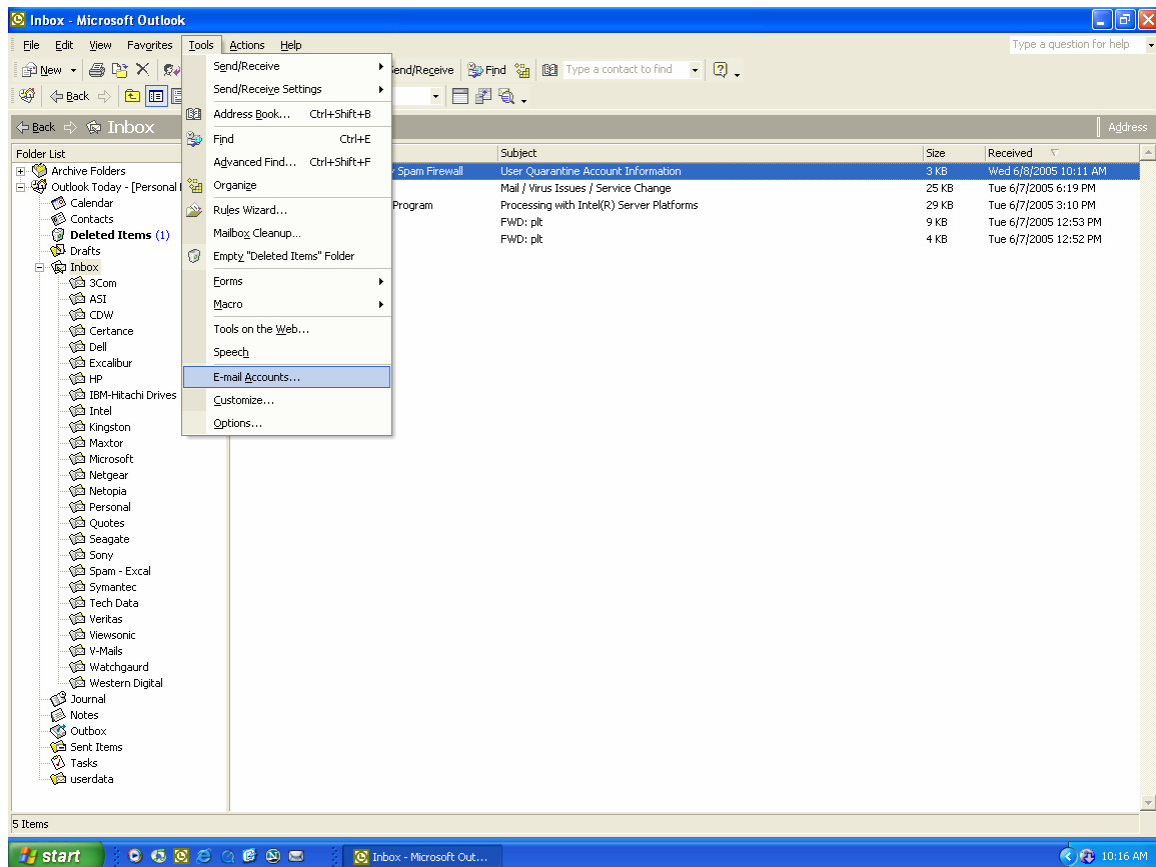 Inbox - Microsoft Outlook
File Edit View Favorites Tools Actions Help Type a question for help
New Send/Receive Find Type a contact to find
Back
Back Inbox Address
Send/Receive
Send/Receive Settings
Address Book... Ctrl+Shift+B
Find Ctrl+E
Advanced Find... Ctrl+Shift+F
Organize
Rules Wizard...
Mailbox Cleanup...
Empty "Deleted Items" Folder
Forms
Macro
Tools on the Web...
Speech
E-mail Accounts...
Customize...
Options...
Folder List
Archive Folders
Outlook Today - [Personal
Calendar
Contacts
Deleted Items (1)
Drafts
Inbox
3Com
ASI
CDW
Certance
Dell
Excalibur
HP
IBM-Hitachi Drives
Intel
Kingston
Maxtor
Microsoft
Netgear
Netopia
Personal
Quotes
Seagate
Sony
Spam - Excal
Symantec
Tech Data
Veritas
Viewsonic
V-Mails
Watchgaurd
Western Digital
Journal
Notes
Outbox
Sent Items
Tasks
userdata
Subject Size Received
Spam Firewall User Quarantine Account Information 3 KB Wed 6/8/2005 10:11 AM
Mail / Virus Issues / Service Change 25 KB Tue 6/7/2005 6:19 PM
Program Processing with Intel(R) Server Platforms 29 KB Tue 6/7/2005 3:10 PM
FWD: plt 9 KB Tue 6/7/2005 12:53 PM
FWD: plt 4 KB Tue 6/7/2005 12:52 PM
5 Items
start Inbox - Microsoft Out... 10:16 AM